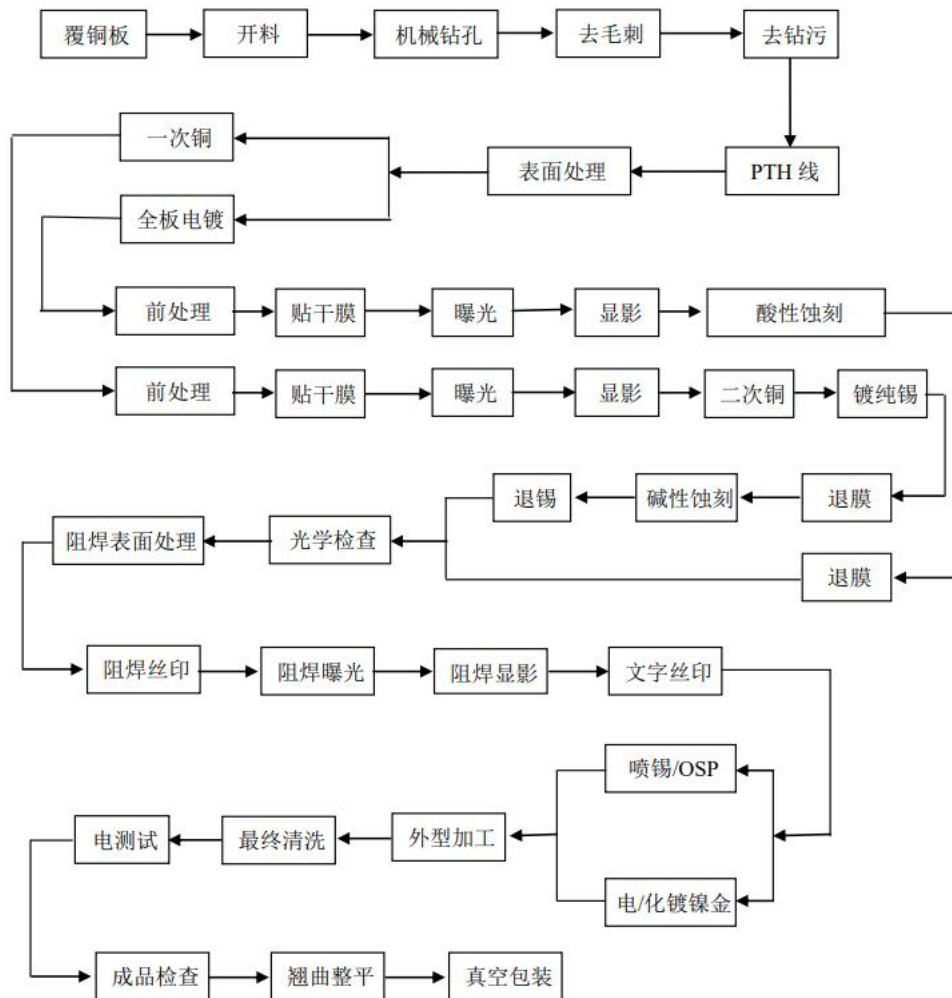 覆铜板
开料
机械钻孔
去毛刺
去钻污
一次铜
表面处理
PTH 线
全板电镀
前处理
贴干膜
曝光
显影
酸性蚀刻
前处理
贴干膜
曝光
显影
二次铜
镀纯锡
退锡
碱性蚀刻
退膜
阻焊表面处理
光学检查
退膜
阻焊丝印
阻焊曝光
阻焊显影
文字丝印
喷锡/OSP
电测试
最终清洗
外型加工
电/化镀镍金
成品检查
翘曲整平
真空包装